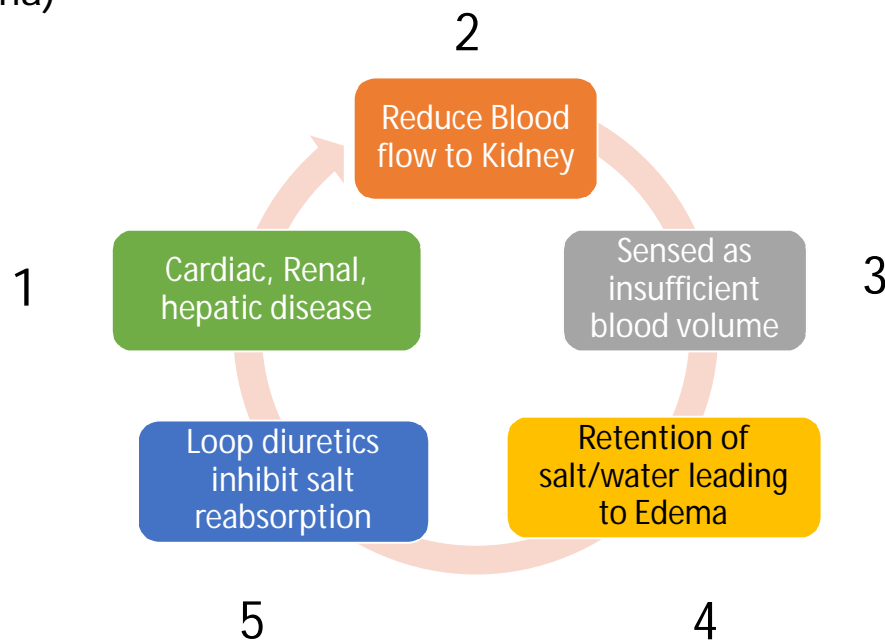 2
Reduce Blood
flow to Kidney
1
Cardiac, Renal,
hepatic disease
Sensed as
insufficient
blood volume
3
Loop diuretics
inhibit salt
reabsorption
Retention of
salt/water leading
to Edema
5
4